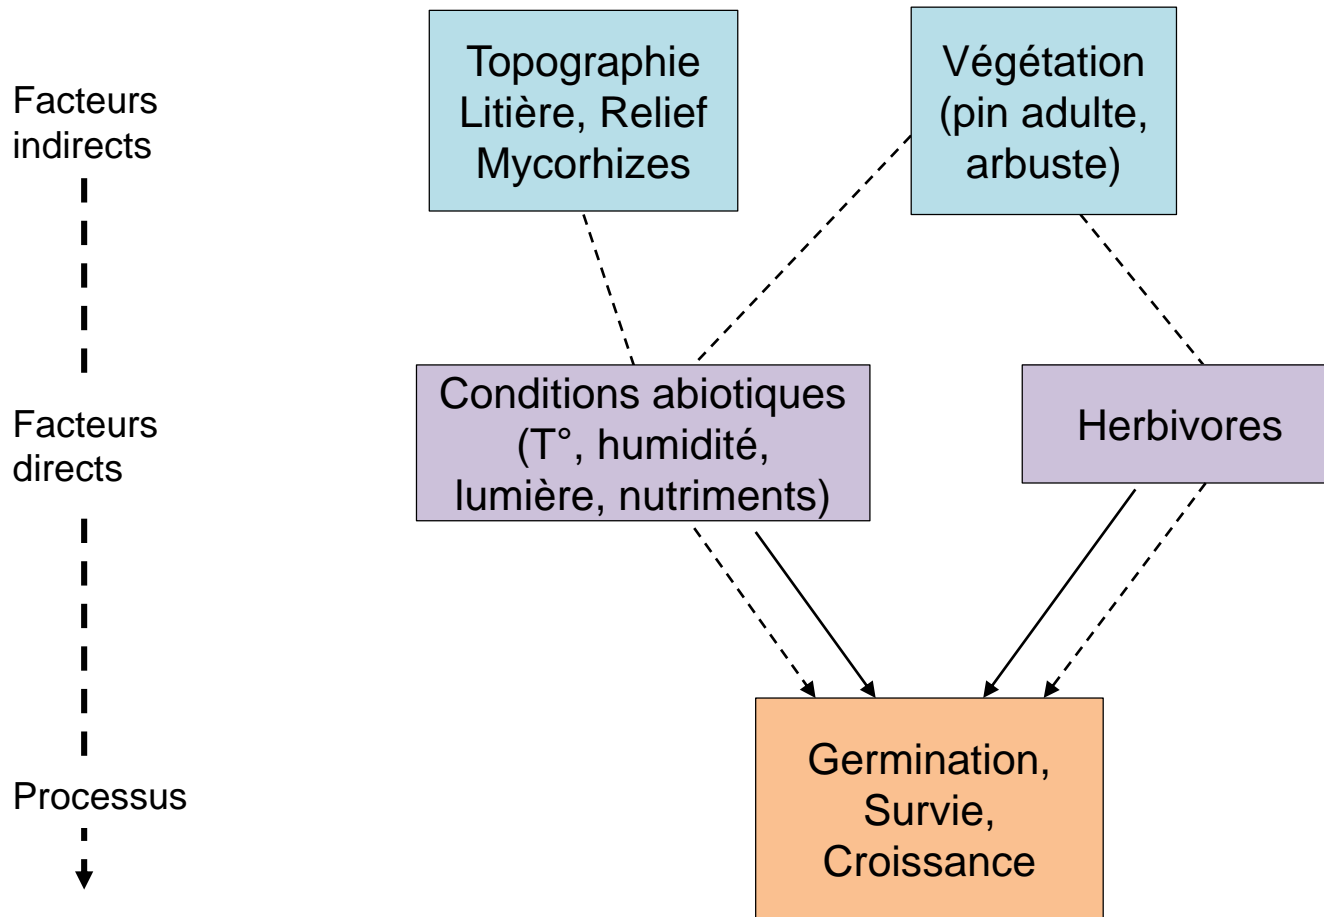 Facteurs
indirects
Topographie
Litière, Relief
Mycorhizes
Végétation
(pin adulte,
arbuste)
Facteurs
directs
Conditions abiotiques
(T°, humidité,
lumière, nutriments)
Herbivores
Processus
Germination,
Survie,
Croissance